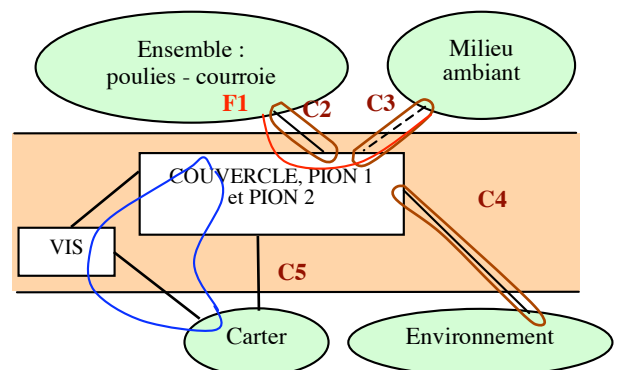 Ensemble :
poulies - courroie
Milieu
ambiant
F1
C2
C3
COUVERCLE, PION 1
et PION 2
C4
VIS
C5
Carter
Environnement